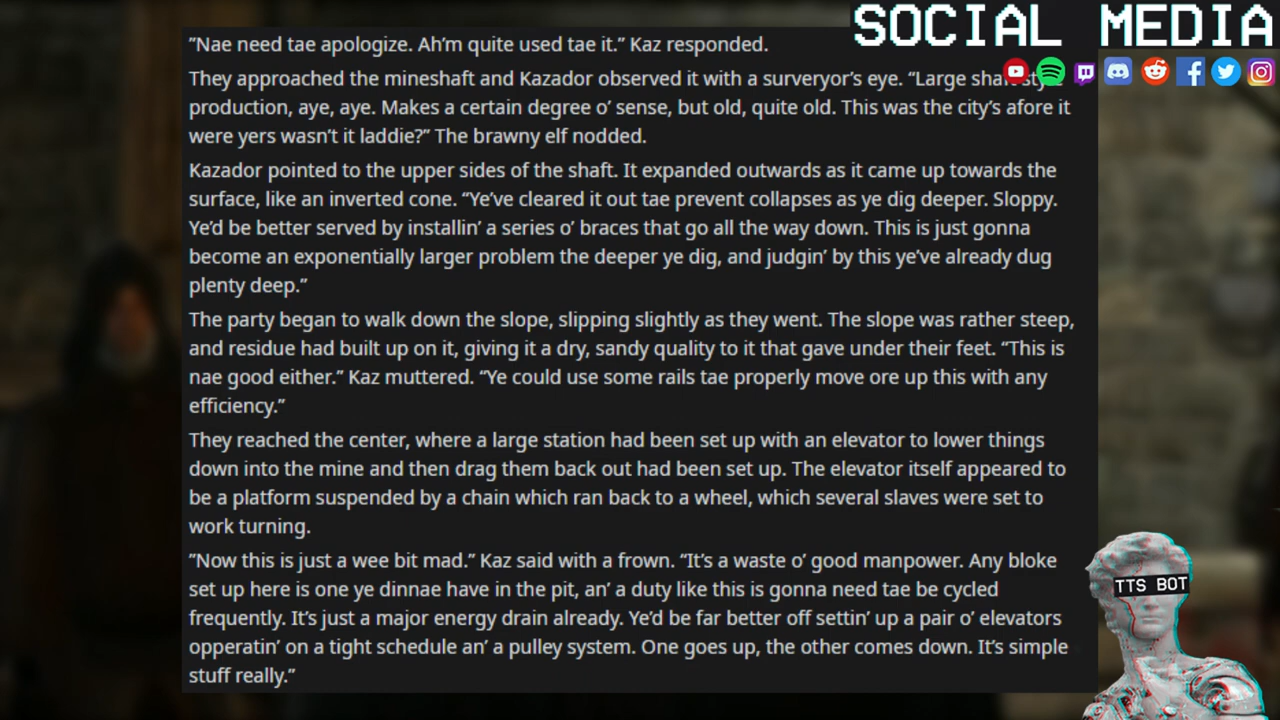 SOCIAL MEDIA
"Nae need tae apologize. Ah'm quite used tae it." Kaz responded.
They approached the mineshaft and Kazador observed it with a surveryor's eye. "Large shaft style
production, aye, aye. Makes a certain degree o' sense, but old, quite old. This was the city's afore it
were yers wasn't it laddie?" The brawny elf nodded.
Kazador pointed to the upper sides of the shaft. It expanded outwards as it came up towards the
surface, like an inverted cone. "Ye've cleared it out tae prevent collapses as ye dig deeper. Sloppy.
Ye'd be better served by installin' a series o' braces that go all the way down. This is just gonna
become an exponentially larger problem the deeper ye dig, and judgin' by this ye've already dug
plenty deep."
The party began to walk down the slope, slipping slightly as they went. The slope was rather steep,
and residue had built up on it, giving it a dry, sandy quality to it that gave under their feet. "This is
nae good either." Kaz muttered. "Ye could use some rails tae properly move ore up this with any
efficiency."
They reached the center, where a large station had been set up with an elevator to lower things
down into the mine and then drag them back out had been set up. The elevator itself appeared to
be a platform suspended by a chain which ran back to a wheel, which several slaves were set to
work turning.
"Now this is just a wee bit mad." Kaz said with a frown. "It's a waste o' good manpower. Any bloke
set up here is one ye dinnae have in the pit, an' a duty like this is gonna need tae be cycled
frequently. It's just a major energy drain already. Ye'd be far better off settin' up a pair o' elevators
opperatin' on a tight schedule an' a pulley system. One goes up, the other comes down. It's simple
stuff really."
TTS BOT